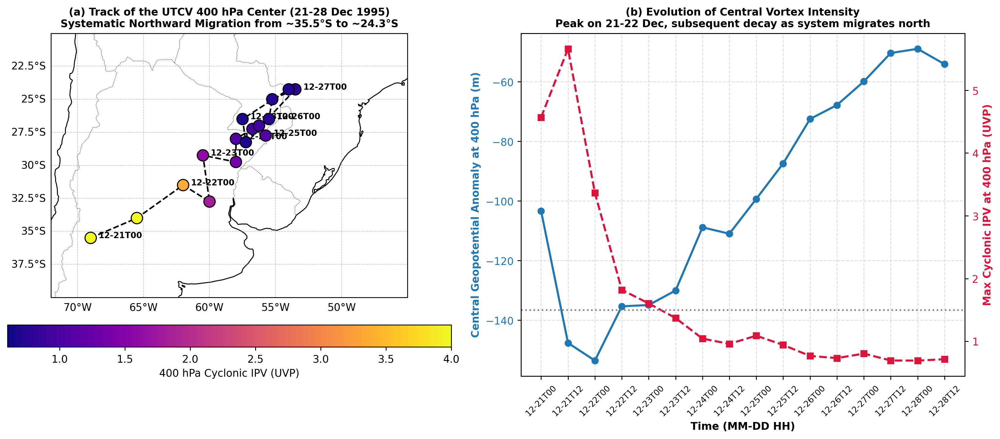 (a) Track of the UTCV 400 hPa Center (21-28 Dec 1995)
Systematic Northward Migration from ~35.5°S to ~24.3°S
22.5°S
25°S
27.5°S
30°S
32.5°S
35°S
37.5°S
70°W
65°W
60°W
55°W
50°W
12-27T00
12-26T00
12-25T00
12-23T00
12-22T00
12-21T00
1.0
1.5
2.0
2.5
3.0
3.5
4.0
400 hPa Cyclonic IPV (UVP)
(b) Evolution of Central Vortex Intensity
Peak on 21-22 Dec, subsequent decay as system migrates north
Central Geopotential Anomaly at 400 hPa (m)
−60
−80
−100
−120
−140
5
4
3
2
1
Max Cyclonic IPV at 400 hPa (UVP)
12-21T00
12-21T12
12-22T00
12-22T12
12-23T00
12-23T12
12-24T00
12-24T12
12-25T00
12-25T12
12-26T00
12-26T12
12-27T00
12-27T12
12-28T00
12-28T12
Time (MM-DD HH)